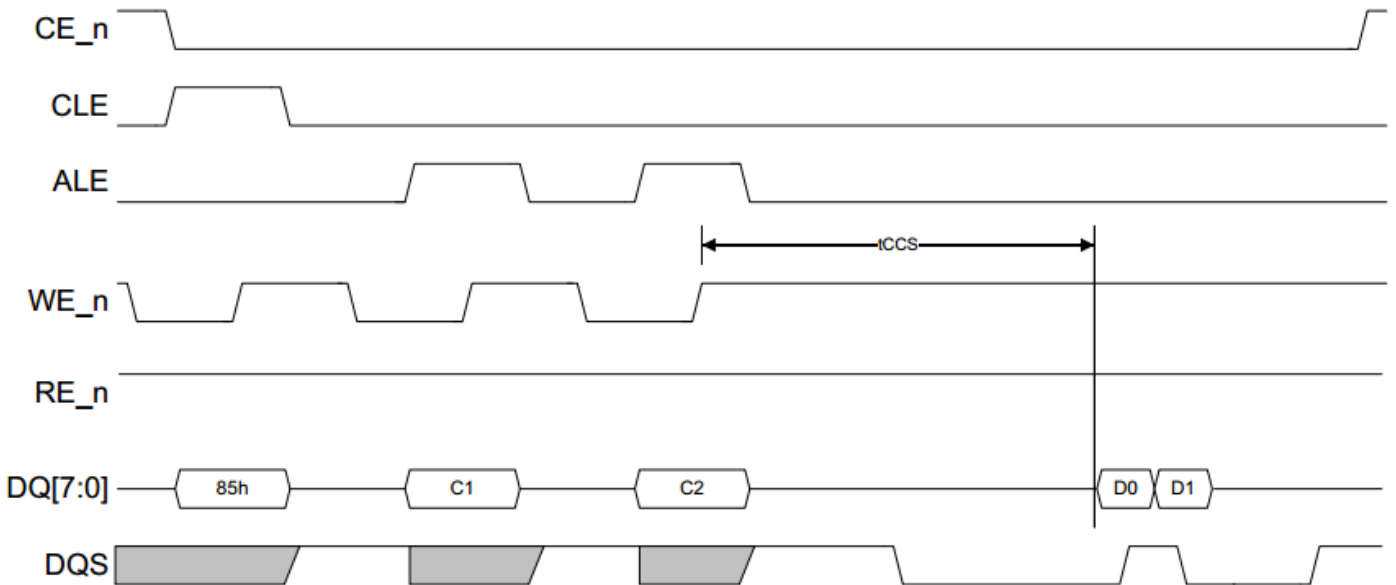 CE_n
CLE
ALE
tCCS
WE_n
RE_n
DQ[7:0] 85h C1 C2 D0 D1
DQS